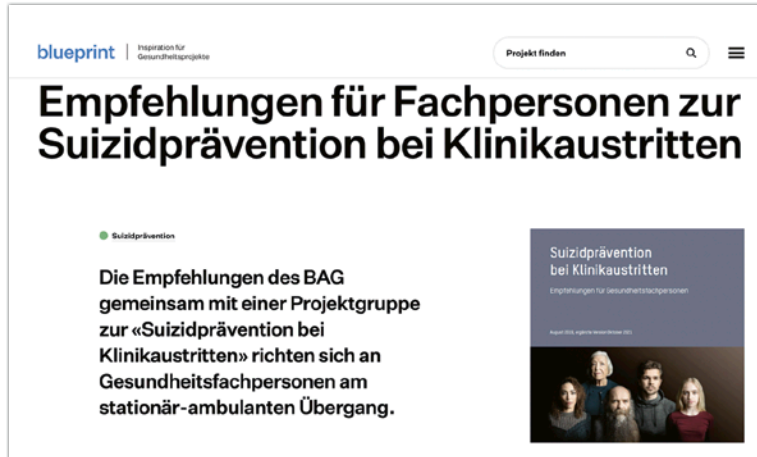 blueprint
Inspiration für
Gesundheitsprojekte
Projekt finden
Empfehlungen für Fachpersonen zur
Suizidprävention bei Klinikaustritten
Suizidprävention
Die Empfehlungen des BAG
gemeinsam mit einer Projektgruppe
zur «Suizidprävention bei
Klinikaustritten» richten sich an
Gesundheitsfachpersonen am
stationär-ambulanten Übergang.
Suizidprävention
bei Klinikaustritten
Empfehlungen für Gesundheitsfachpersonen